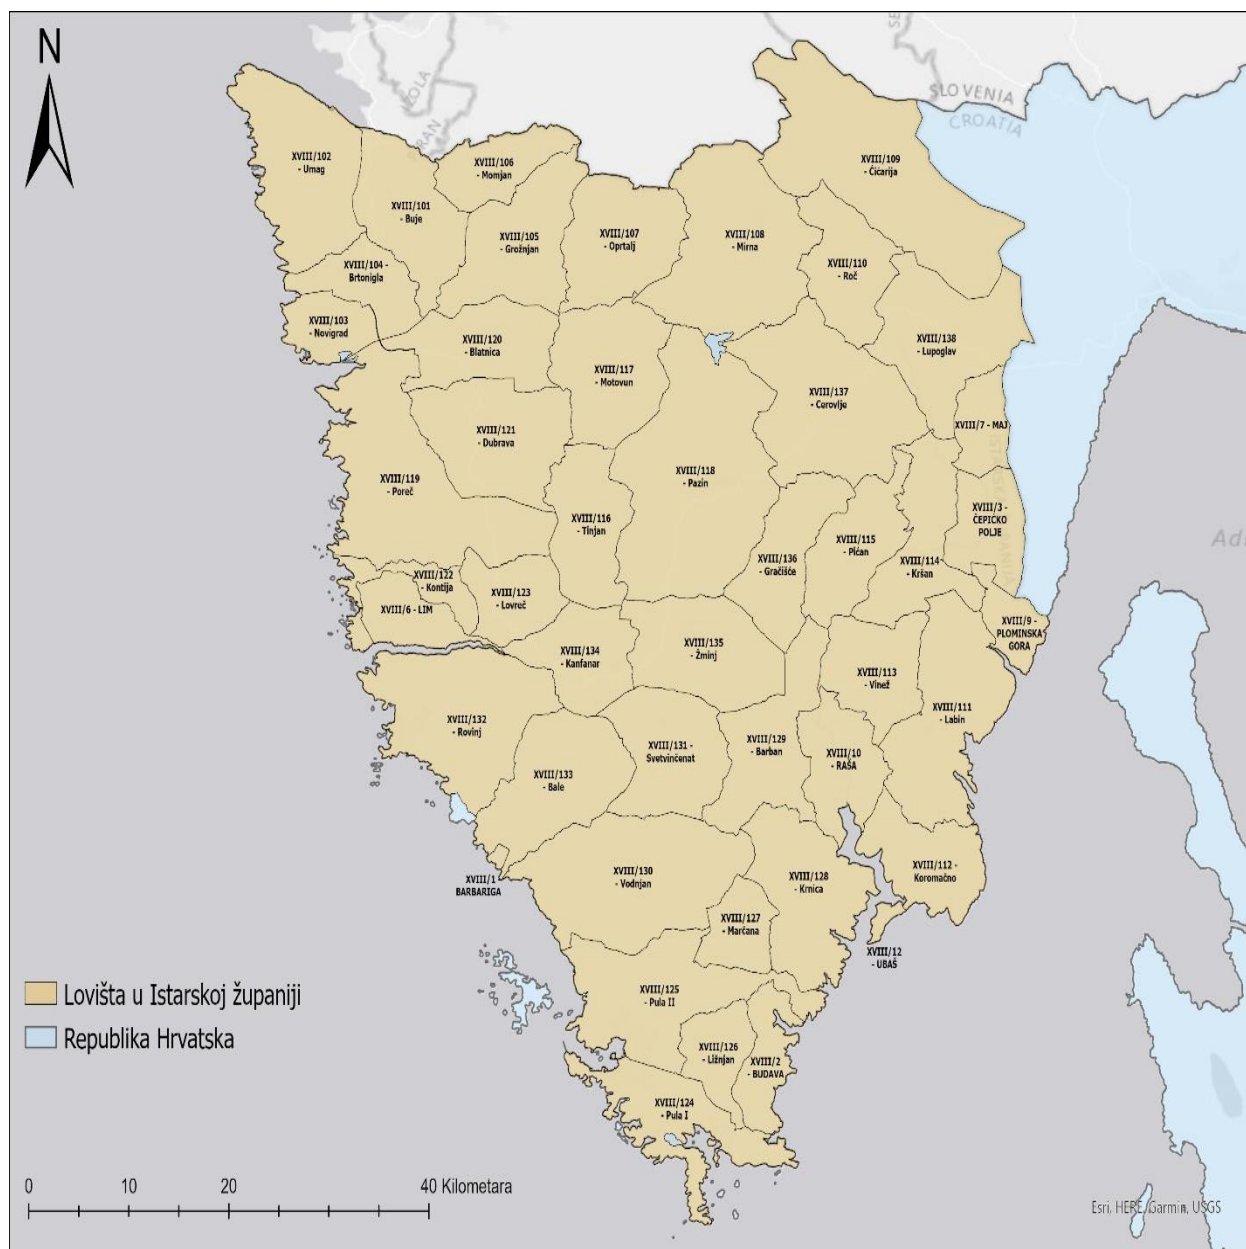 N
IZOLA
PIRAN
SLOVENIA
CROATIA
XVIII/102
- Umag
XVIII/106
- Momjan
XVIII/109
- Ćićarija
XVIII/101
- Buje
XVIII/105
- Grožnjan
XVIII/107
- Oprtalj
XVIII/108
- Mirna
XVIII/104 -
Brtonigla
XVIII/110
- Roč
XVIII/103
- Novigrad
XVIII/120
- Blatnica
XVIII/117
- Motovun
XVIII/138
- Lupoglav
XVIII/137
- Cerovlje
XVIII/121
- Dubrava
XVIII/7 - MAJ
XVIII/119
- Poreč
XVIII/118
- Pazin
XVIII/116
- Tinjan
XVIII/3 -
ČEPICKO
POLJE
XVIII/115
- Pićan
XVIII/136
- Gračišće
XVIII/114 -
- Kršan
XVIII/122
- Kontija
XVIII/123
- Lovreč
XVIII/6 - LIM
XVIII/9 -
PLOMINSKA
GORA
XVIII/134
- Kanfanar
XVIII/135
- Žminj
XVIII/113
- Vinež
XVIII/111
- Labin
XVIII/132
- Rovinj
XVIII/131 -
Svetvinčenat
XVIII/129
- Barban
XVIII/10
- RAŠA
XVIII/133
- Bale
XVIII/1
BARBARIGA
XVIII/130
- Vodnjan
XVIII/128
- Krnica
XVIII/112 -
Koromačno
XVIII/127
- Marčana
XVIII/12
- UBAŠ
XVIII/125
- Pula II
XVIII/126
- Ližnjan
XVIII/2
- BUDAVA
XVIII/124
- Pula I
Lovišta u Istarskoj županiji
Republika Hrvatska
0 10 20 40 Kilometara
Esri, HERE, Garmin, USGS